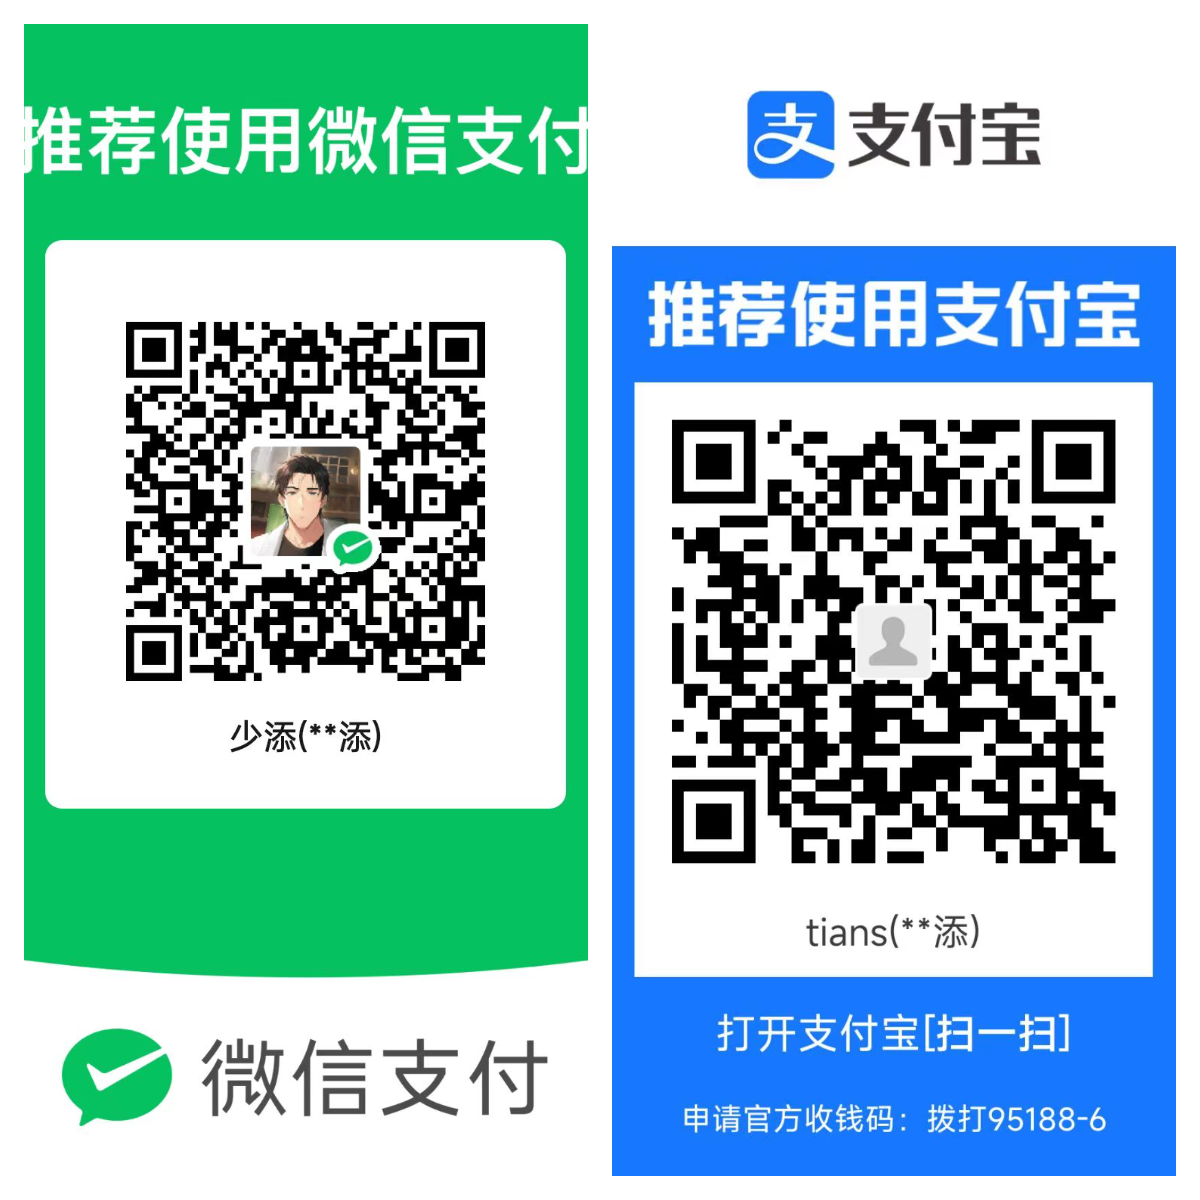 推荐使用微信支付
少添(**添)
微信支付
支付宝
推荐使用支付宝
tians(**添)
打开支付宝[扫一扫]
申请官方收钱码：拨打95188-6